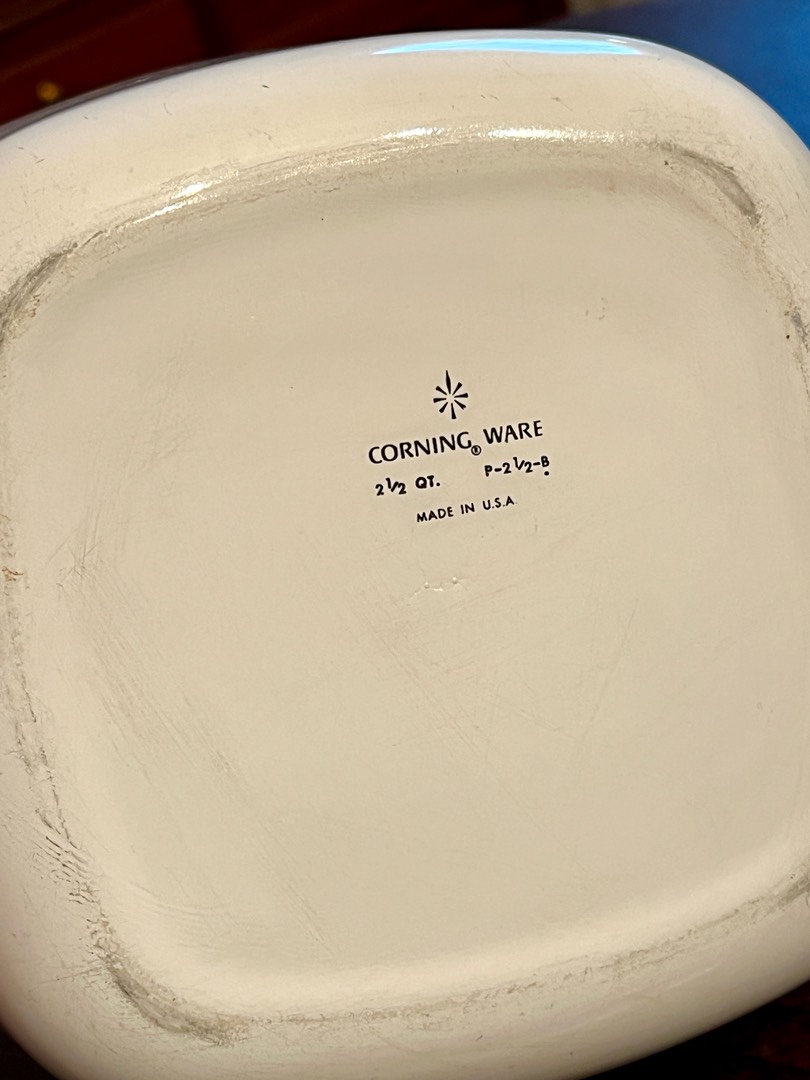 CORNING® WARE
2½ QT. P-2½-B
MADE IN U.S.A.